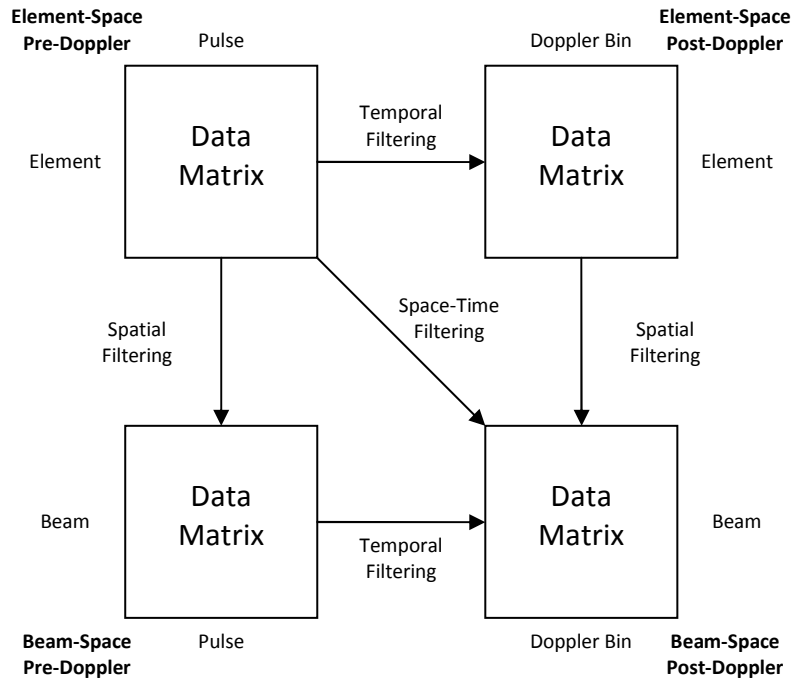 Element-Space
Pre-Doppler
Pulse
Doppler Bin
Element-Space
Post-Doppler
Element
Data
Matrix
Temporal
Filtering
Data
Matrix
Element
Spatial
Filtering
Space-Time
Filtering
Spatial
Filtering
Beam
Data
Matrix
Temporal
Filtering
Data
Matrix
Beam
Beam-Space
Pre-Doppler
Pulse
Doppler Bin
Beam-Space
Post-Doppler